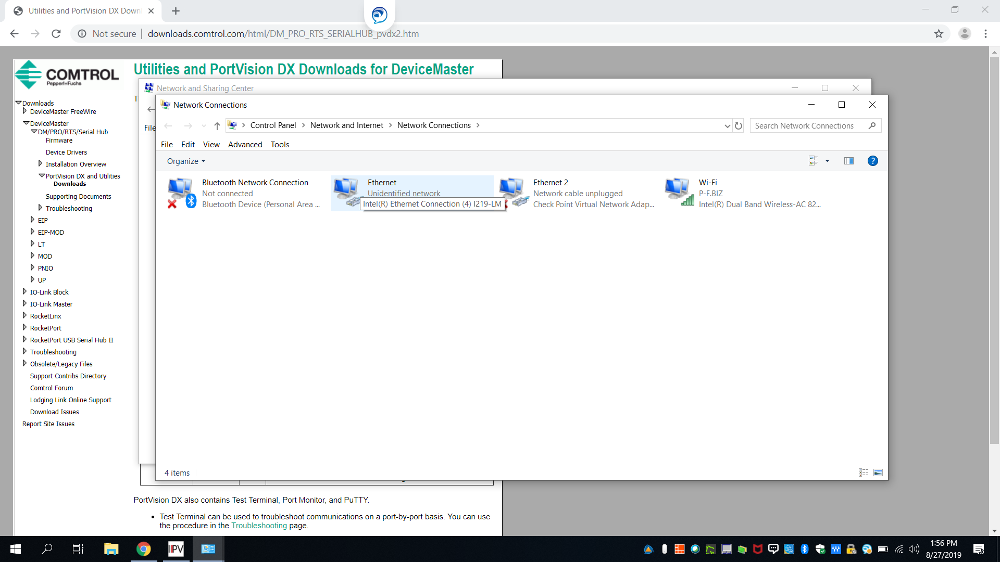 Utilities and PortVision DX Down
Not secure | downloads.comtrol.com/html/DM_PRO_RTS_SERIALHUB_pvdx2.htm
COMTROL
Pepperl+Fuchs
Utilities and PortVision DX Downloads for DeviceMaster
T
Network and Sharing Center
File
Network Connections
Control Panel > Network and Internet > Network Connections >
Search Network Connections
File Edit View Advanced Tools
Organize
Bluetooth Network Connection
Not connected
Bluetooth Device (Personal Area ...
Ethernet
Unidentified network
Intel(R) Ethernet Connection (4) I219-LM
Ethernet 2
Network cable unplugged
Check Point Virtual Network Adap...
Wi-Fi
P-F.BIZ
Intel(R) Dual Band Wireless-AC 82...
4 items
Downloads
DeviceMaster FreeWire
DeviceMaster
DM/PRO/RTS/Serial Hub
Firmware
Device Drivers
Installation Overview
PortVision DX and Utilities
Downloads
Supporting Documents
Troubleshooting
EIP
EIP-MOD
LT
MOD
PNIO
UP
IO-Link Block
IO-Link Master
RocketLinx
RocketPort
RocketPort USB Serial Hub II
Troubleshooting
Obsolete/Legacy Files
Support Contribs Directory
Comtrol Forum
Lodging Link Online Support
Download Issues
Report Site Issues
PortVision DX also contains Test Terminal, Port Monitor, and PuTTY.
• Test Terminal can be used to troubleshoot communications on a port-by-port basis. You can use
the procedure in the Troubleshooting page.
PV
1:56 PM
8/27/2019